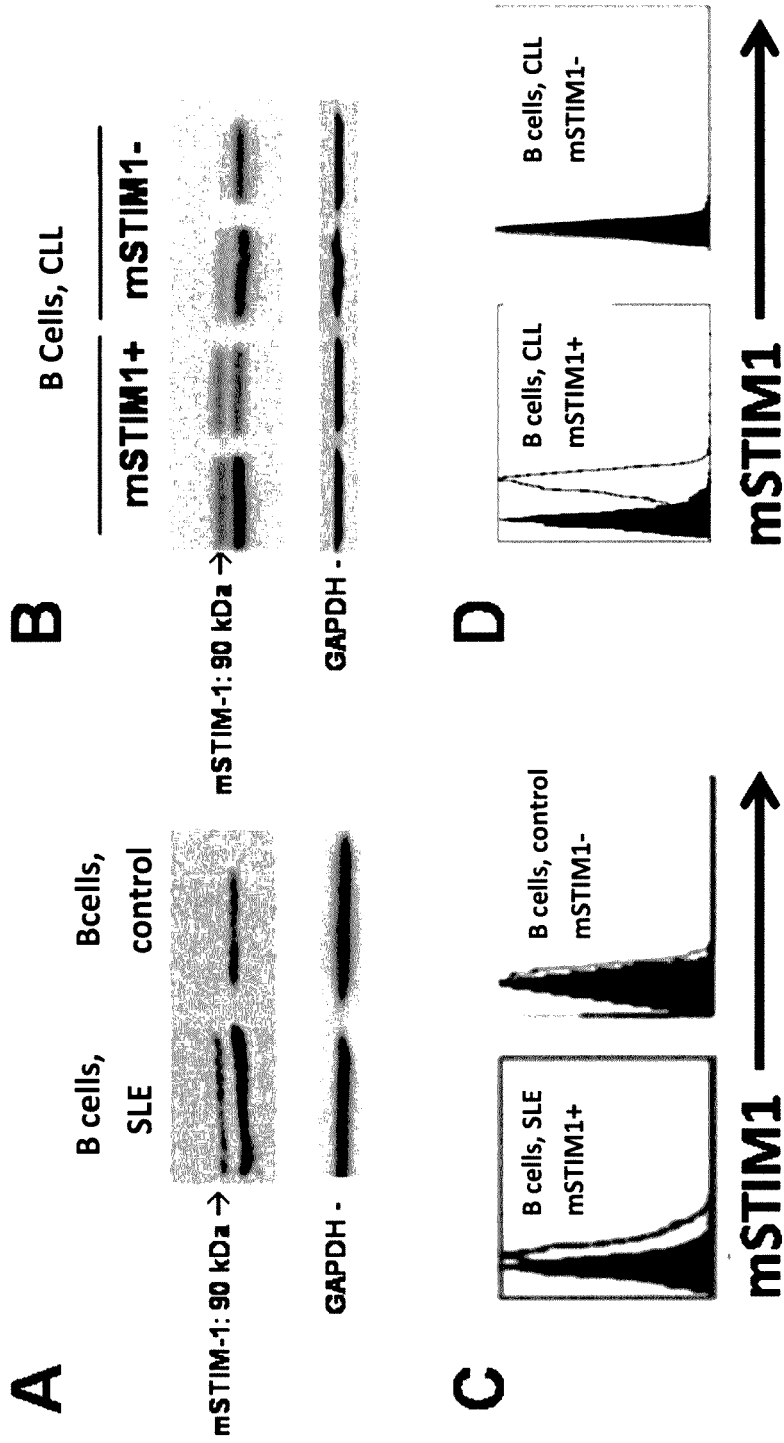 A
B cells,
SLE
Bcells,
control
mSTIM-1: 90 kDa →
GAPDH -
B
B Cells, CLL
mSTIM1+
mSTIM1-
mSTIM-1: 90 kDa →
GAPDH -
C
B cells, SLE
mSTIM1+
B cells, control
mSTIM1-
mSTIM1
D
B cells, CLL
mSTIM1+
B cells, CLL
mSTIM1-
mSTIM1